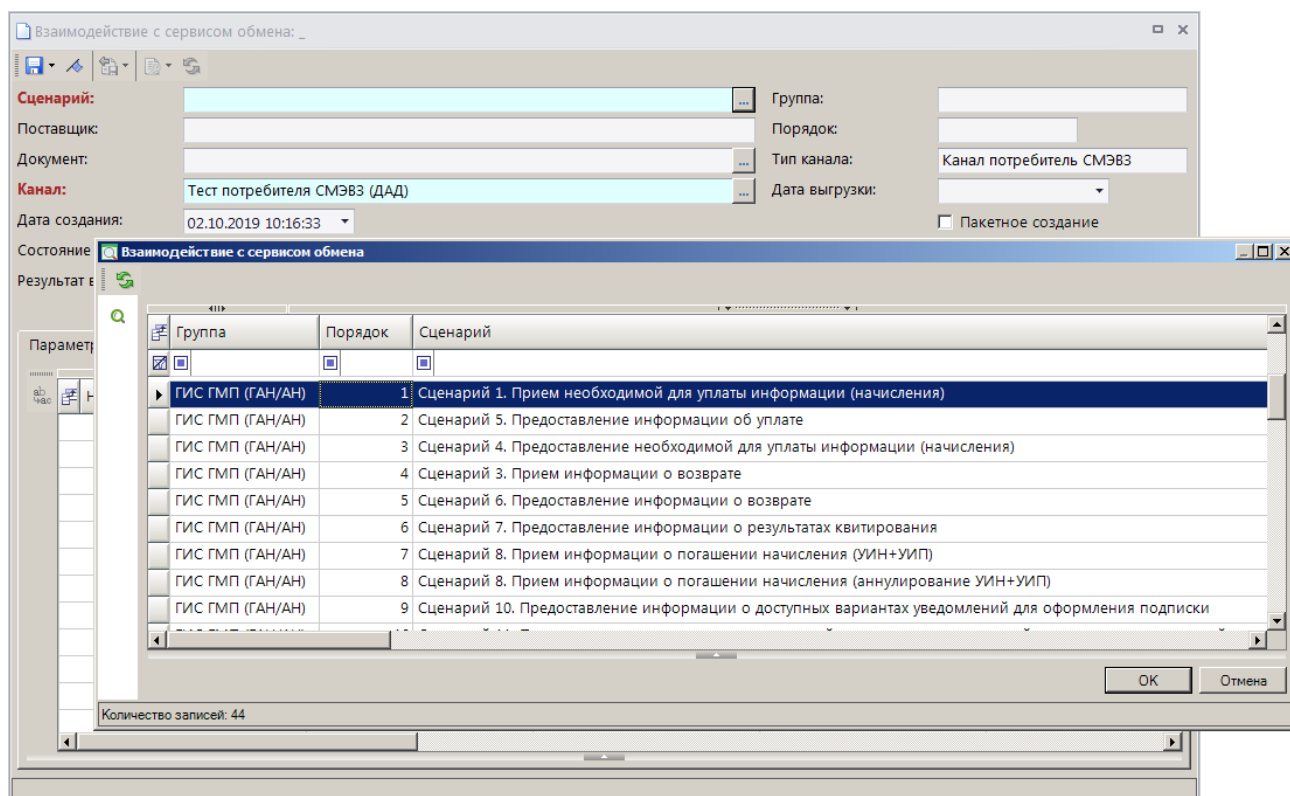 Взаимодействие с сервисом обмена: _
Сценарий: ... Группа:
Поставщик: Порядок:
Документ: ... Тип канала: Канал потребитель СМЭВ3
Канал: Тест потребителя СМЭВ3 (ДАД) ... Дата выгрузки:
Дата создания: 02.10.2019 10:16:33 Пакетное создание
Состояние
Взаимодействие с сервисом обмена
Результат в
Параметр
Группа Порядок Сценарий
ГИС ГМП (ГАН/АН) 1 Сценарий 1. Прием необходимой для уплаты информации (начисления)
ГИС ГМП (ГАН/АН) 2 Сценарий 5. Предоставление информации об уплате
ГИС ГМП (ГАН/АН) 3 Сценарий 4. Предоставление необходимой для уплаты информации (начисления)
ГИС ГМП (ГАН/АН) 4 Сценарий 3. Прием информации о возврате
ГИС ГМП (ГАН/АН) 5 Сценарий 6. Предоставление информации о возврате
ГИС ГМП (ГАН/АН) 6 Сценарий 7. Предоставление информации о результатах квитирования
ГИС ГМП (ГАН/АН) 7 Сценарий 8. Прием информации о погашении начисления (УИН+УИП)
ГИС ГМП (ГАН/АН) 8 Сценарий 8. Прием информации о погашении начисления (аннулирование УИН+УИП)
ГИС ГМП (ГАН/АН) 9 Сценарий 10. Предоставление информации о доступных вариантах уведомлений для оформления подписки
OK Отмена
Количество записей: 44